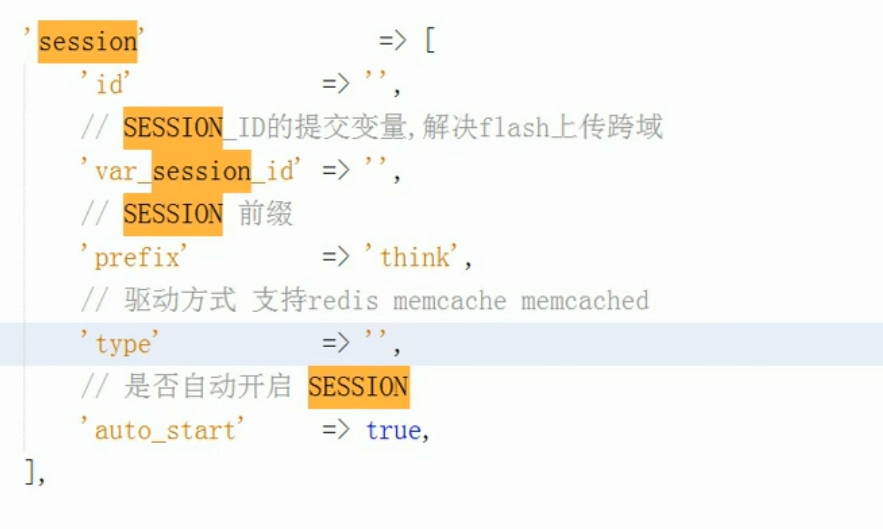 'session' => [
'id' => '',
// SESSION_ID的提交变量,解决flash上传跨域
'var_session_id' => '',
// SESSION 前缀
'prefix' => 'think',
// 驱动方式 支持redis memcache memcached
'type' => '',
// 是否自动开启 SESSION
'auto_start' => true,
],